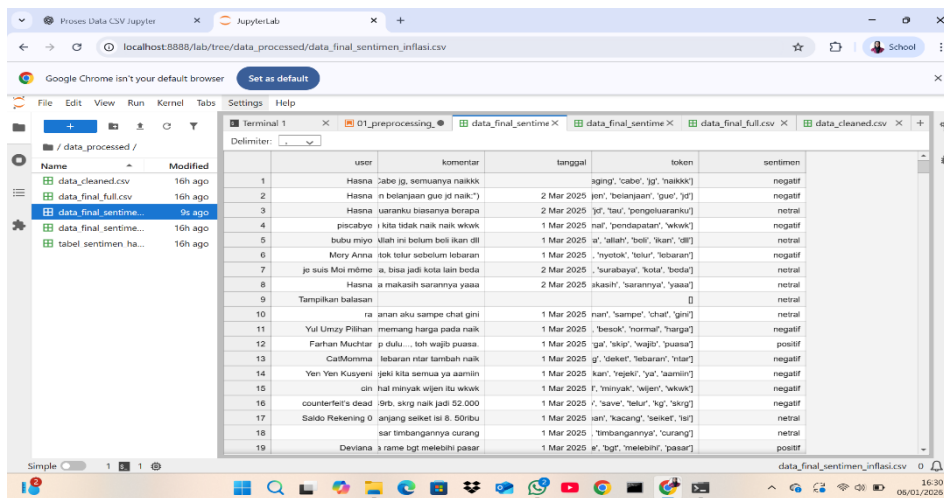 Proses Data CSV Jupyter
JupyterLab
localhost:8888/lab/tree/data_processed/data_final_sentimen_inflasi.csv
School
Google Chrome isn't your default browser
Set as default
File Edit View Run Kernel Tabs Settings Help
Terminal 1
01_preprocessing_
data_final_sentime
data_final_sentime
data_final_full.csv
data_cleaned.csv
/ data_processed /
Delimiter: ,
Name Modified
data_cleaned.csv 16h ago
data_final_full.csv 16h ago
data_final_sentime... 9s ago
data_final_sentime... 16h ago
tabel_sentimen_ha... 16h ago
user komentar tanggal token sentimen
1 Hasna Cabe jg, semuanya naikkk aging', 'cabe', 'jg', 'naikkk'] negatif
2 Hasna n belanjaan gue jd naik:") 2 Mar 2025 jen', 'belanjaan', 'gue', 'jd'] negatif
3 Hasna uaranku biasanya berapa 2 Mar 2025 'jd', 'tau', 'pengeluaranku'] netral
4 piscabye i kita tidak naik naik wkwk 1 Mar 2025 nal', 'pendapatan', 'wkwk'] negatif
5 bubu miyo Allah ini belum beli ikan dll 1 Mar 2025 a', 'allah', 'beli', 'ikan', 'dll'] netral
6 Mery Anno tok telur sebelum lebaran 1 Mar 2025 , 'nyetok', 'telur', 'lebaran'] negatif
7 je suis Moi même a, bisa jadi kota lain beda 2 Mar 2025 , 'surabaya', 'kota', 'beda'] netral
8 Hasna a makasih sarannya yaaa 2 Mar 2025 akasih', 'sarannya', 'yaaa'] netral
9 Tampilkan balasan [] netral
10 ra anan aku sampe chat gini 1 Mar 2025 nan', 'sampe', 'chat', 'gini'] netral
11 Yul Umzy Pilihan memang harga pada naik 1 Mar 2025 , 'besok', 'normal', 'harga'] negatif
12 Farhan Muchtar p dulu..., toh wajib puasa. 1 Mar 2025 ga', 'skip', 'wajib', 'puasa'] positif
13 CatMomma lebaran ntar tambah naik 1 Mar 2025 g', 'deket', 'lebaran', 'ntar'] negatif
14 Yen Yen Kusyeni ejeki kita semua ya aamiin 1 Mar 2025 kan', 'rejeki', 'ya', 'aamiin'] negatif
15 cin hal minyak wijen itu wkwk 1 Mar 2025 l', 'minyak', 'wijen', 'wkwk'] negatif
16 counterfeit's dead 9rb, skrg naik jadi 52.000 1 Mar 2025 ', 'save', 'telur', 'kg', 'skrg'] negatif
17 Saldo Rekening 0 anjang seiket isi 8. 50ribu 1 Mar 2025 an', 'kacang', 'seiket', 'isi'] netral
18 sar timbangannya curang 1 Mar 2025 , 'timbangannya', 'curang'] netral
19 Deviana a rame bgt melebihi pasar 1 Mar 2025 e', 'bgt', 'melebihi', 'pasar'] positif
Simple 1 1 data_final_sentimen_inflasi.csv 0
2
16:30
06/01/2026